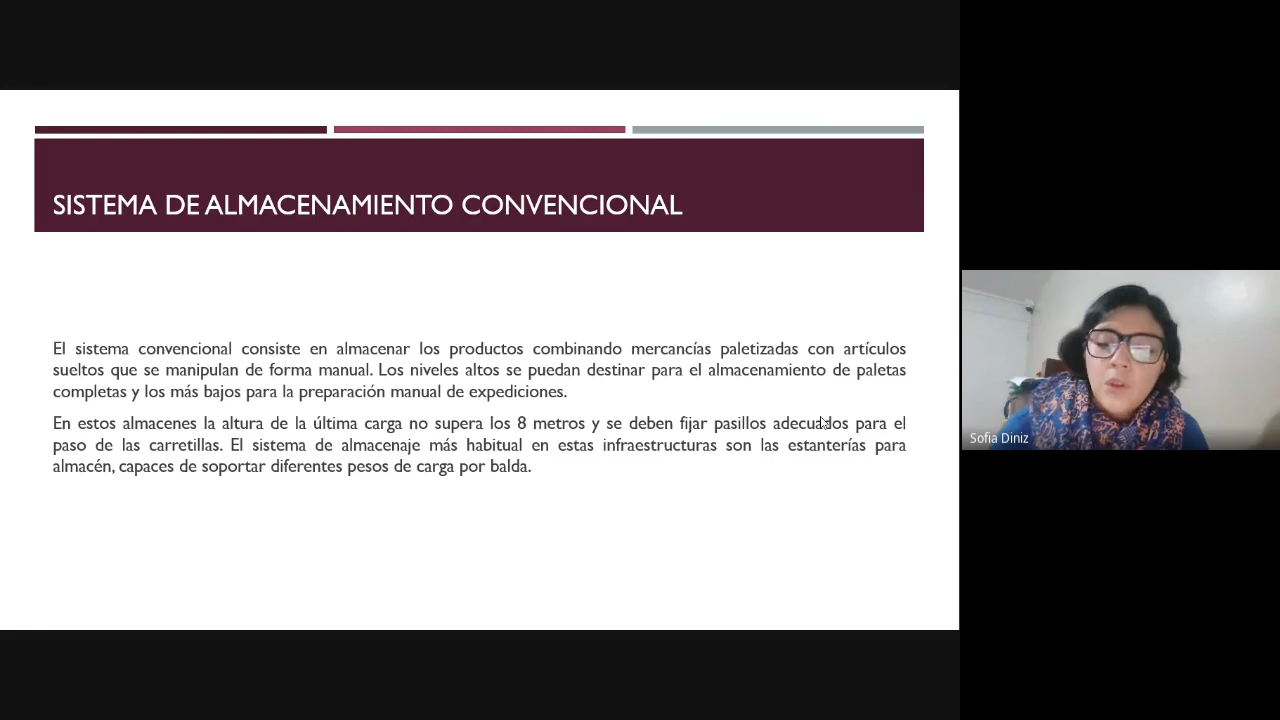 SISTEMA DE ALMACENAMIENTO CONVENCIONAL
El sistema convencional consiste en almacenar los productos combinando mercancías paletizadas con artículos
sueltos que se manipulan de forma manual. Los niveles altos se puedan destinar para el almacenamiento de paletas
completas y los más bajos para la preparación manual de expediciones.
En estos almacenes la altura de la última carga no supera los 8 metros y se deben fijar pasillos adecuados para el
paso de las carretillas. El sistema de almacenaje más habitual en estas infraestructuras son las estanterías para
almacén, capaces de soportar diferentes pesos de carga por balda.
Sofia Diniz